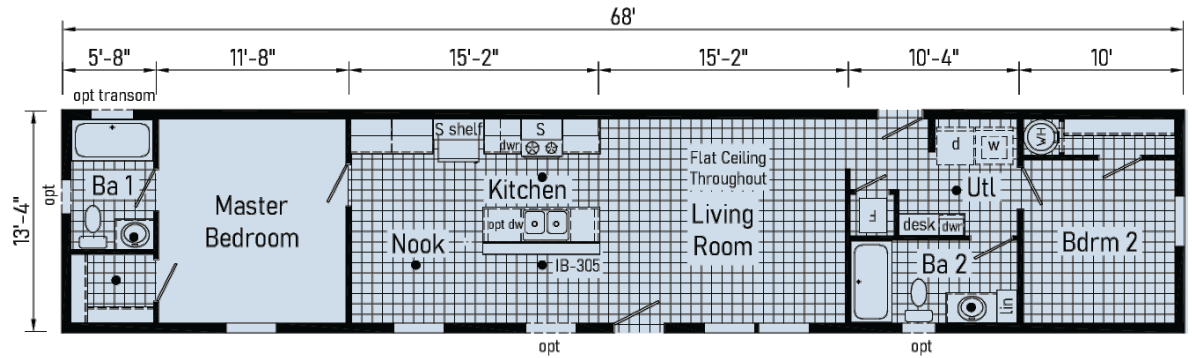 68'
5'-8" 11'-8" 15'-2" 15'-2" 10'-4" 10'
opt transom
13'-4"
opt
Ba 1
Master
Bedroom
S shelf
dwr
S
Kitchen
opt dw
Nook
IB-305
Flat Ceiling
Throughout
Living
Room
d
w
WH
Utl
F
desk
dwr
Ba 2
lin
Bdrm 2
opt
opt